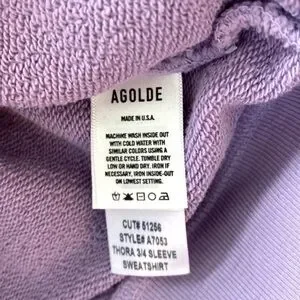 AGOLDE
MADE IN U.S.A.
MACHINE WASH INSIDE OUT
WITH COLD WATER WITH
SIMILAR COLORS USING A
GENTLE CYCLE. TUMBLE DRY
LOW OR HAND DRY. IRON IF
NECESSARY, IRON INSIDE-OUT
ON LOWEST SETTING.
CUT# 51256
STYLE# A7053
THORA 3/4 SLEEVE
SWEATSHIRT